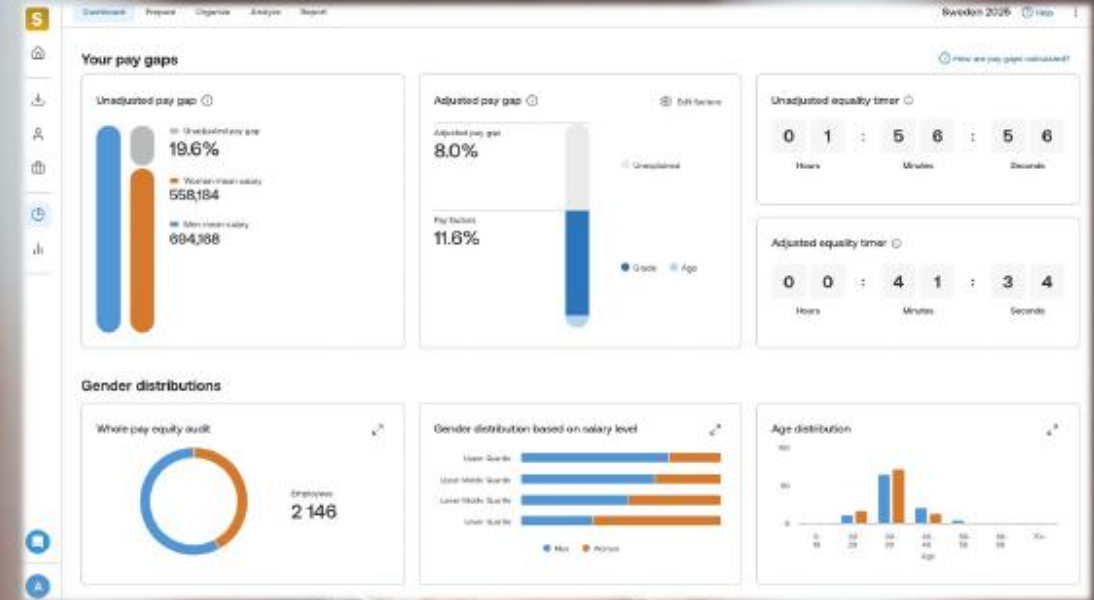 S
Dashboard Prepare Organize Analyze Report
Sweden 2025 Help
Your pay gaps
How are pay gaps calculated?
Unadjusted pay gap
Unadjusted pay gap
19.6%
Women mean salary
558,184
Men mean salary
694,168
Adjusted pay gap
Edit factors
Adjusted pay gap
8.0%
Unexplained
Pay factors
11.6%
Grade Age
Unadjusted equality timer
0 1 : 5 6 : 5 6
Hours Minutes Seconds
Adjusted equality timer
0 0 : 4 1 : 3 4
Hours Minutes Seconds
Gender distributions
Whole pay equity audit
Employees
2 146
Gender distribution based on salary level
Upper Quartile
Upper Middle Quartile
Lower Middle Quartile
Lower Quartile
Men Women
Age distribution
0
Age
A